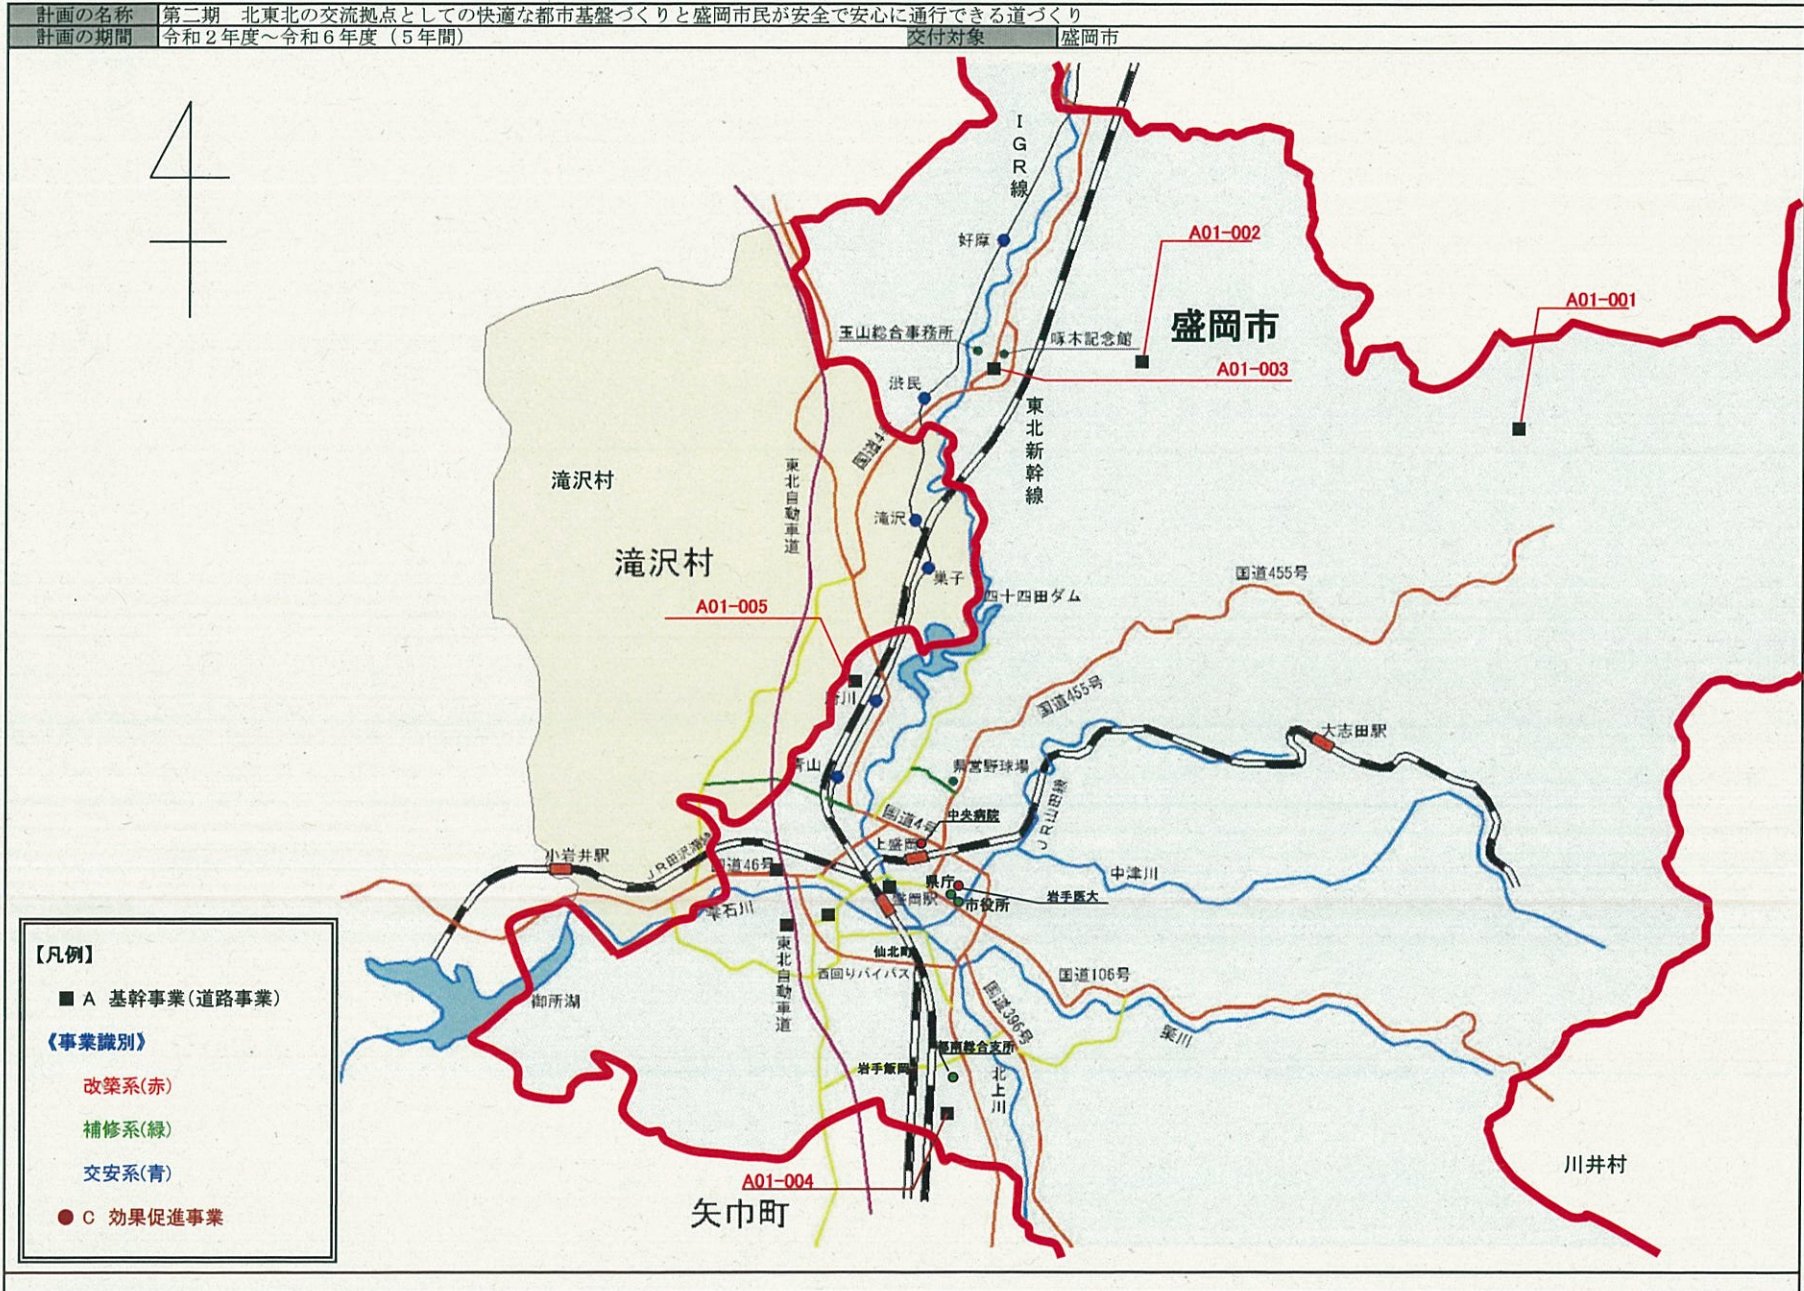 計画の名称 第二期　北東北の交流拠点としての快適な都市基盤づくりと盛岡市民が安全で安心に通行できる道づくり
計画の期間 令和２年度～令和６年度（５年間） 交付対象 盛岡市
IGR線
好摩
A01-002
A01-001
盛岡市
玉山総合事務所
啄木記念館
A01-003
渋民
東北新幹線
国道4号
滝沢村
東北自動車道
滝沢
滝沢村
巣子
国道455号
四十四田ダム
A01-005
国道455号
川
大志田駅
青山
県営野球場
JR山田線
国道4号
中央病院
上盛岡
小岩井駅
JR田沢湖線
国道46号
中津川
県庁
岩手医大
盛岡駅
市役所
雫石川
仙北町
東北自動車道
西回りバイパス
国道106号
御所湖
国道396号
簗川
都南総合支所
岩手飯岡
北上川
A01-004
矢巾町
川井村
【凡例】
■ A 基幹事業(道路事業)
《事業識別》
改築系(赤)
補修系(緑)
交安系(青)
● C 効果促進事業